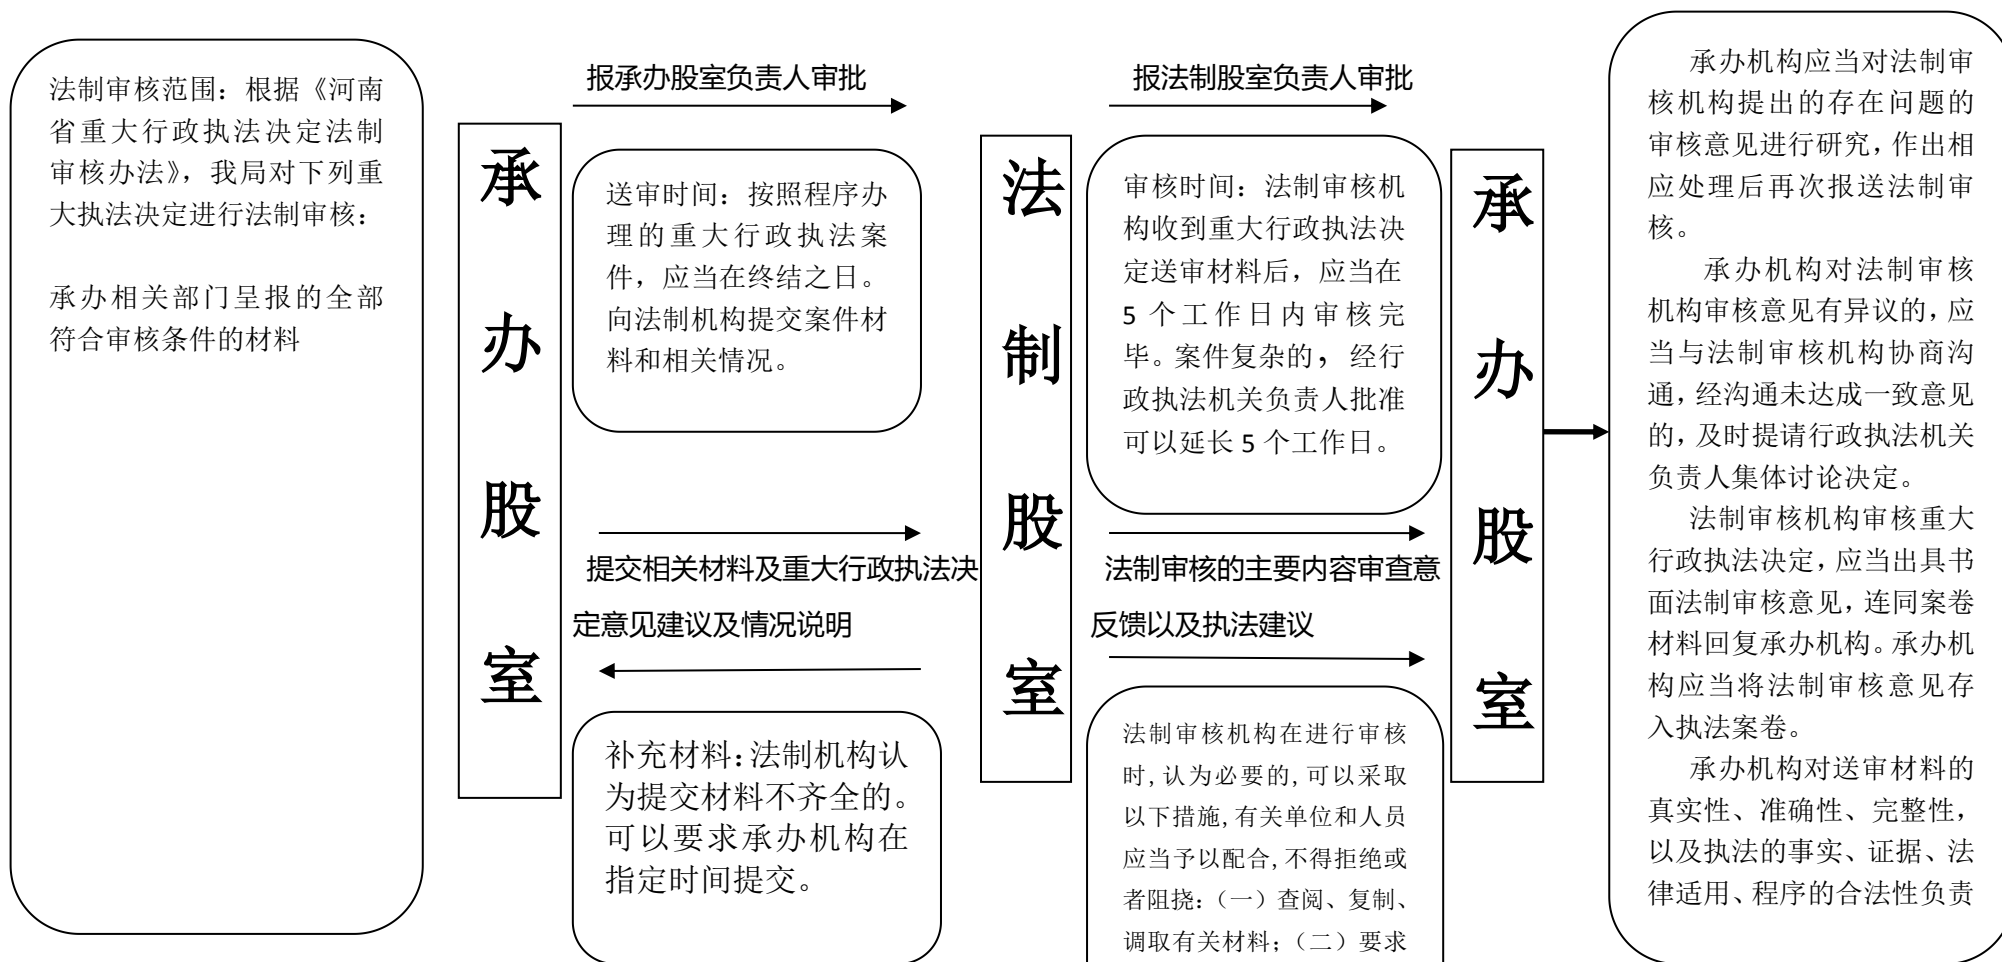 法制审核范围：根据《河南
省重大行政执法决定法制
审核办法》，我局对下列重
大执法决定进行法制审核：
承办相关部门呈报的全部
符合审核条件的材料
承
办
股
室
报承办股室负责人审批
送审时间：按照程序办
理的重大行政执法案
件，应当在终结之日。
向法制机构提交案件材
料和相关情况。
提交相关材料及重大行政执法决
定意见建议及情况说明
补充材料：法制机构认
为提交材料不齐全的。
可以要求承办机构在
指定时间提交。
法
制
股
室
报法制股室负责人审批
审核时间：法制审核机
构收到重大行政执法决
定送审材料后，应当在
5 个工作日内审核完
毕。案件复杂的，经行
政执法机关负责人批准
可以延长 5 个工作日。
法制审核的主要内容审查意
反馈以及执法建议
法制审核机构在进行审核
时,认为必要的,可以采取
以下措施,有关单位和人员
应当予以配合,不得拒绝或
者阻挠:（一）查阅、复制、
调取有关材料；（二）要求
承
办
股
室
承办机构应当对法制审
核机构提出的存在问题的
审核意见进行研究，作出相
应处理后再次报送法制审
核。
承办机构对法制审核
机构审核意见有异议的，应
当与法制审核机构协商沟
通，经沟通未达成一致意见
的，及时提请行政执法机关
负责人集体讨论决定。
法制审核机构审核重大
行政执法决定，应当出具书
面法制审核意见，连同案卷
材料回复承办机构。承办机
构应当将法制审核意见存
入执法案卷。
承办机构对送审材料的
真实性、准确性、完整性，
以及执法的事实、证据、法
律适用、程序的合法性负责